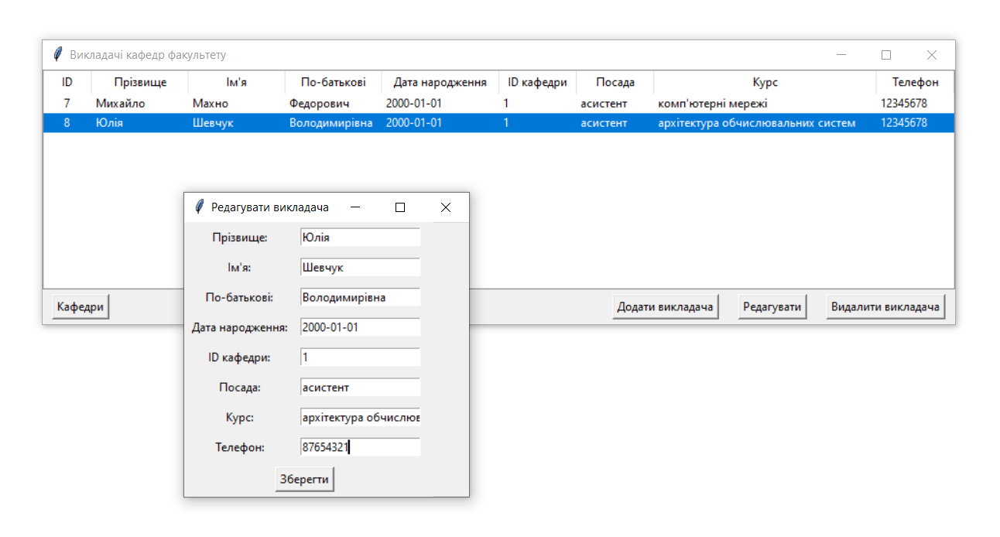 Викладачі кафедр факультету
ID Прізвище Ім'я По-батькові Дата народження ID кафедри Посада Курс Телефон
7 Михайло Махно Федорович 2000-01-01 1 асистент комп'ютерні мережі 12345678
8 Юлія Шевчук Володимирівна 2000-01-01 1 асистент архітектура обчислювальних систем 12345678
Кафедри Додати викладача Редагувати Видалити викладача
Редагувати викладача
Прізвище: Юлія
Ім'я: Шевчук
По-батькові: Володимирівна
Дата народження: 2000-01-01
ID кафедри: 1
Посада: асистент
Курс: архітектура обчислюв
Телефон: 87654321
Зберегти